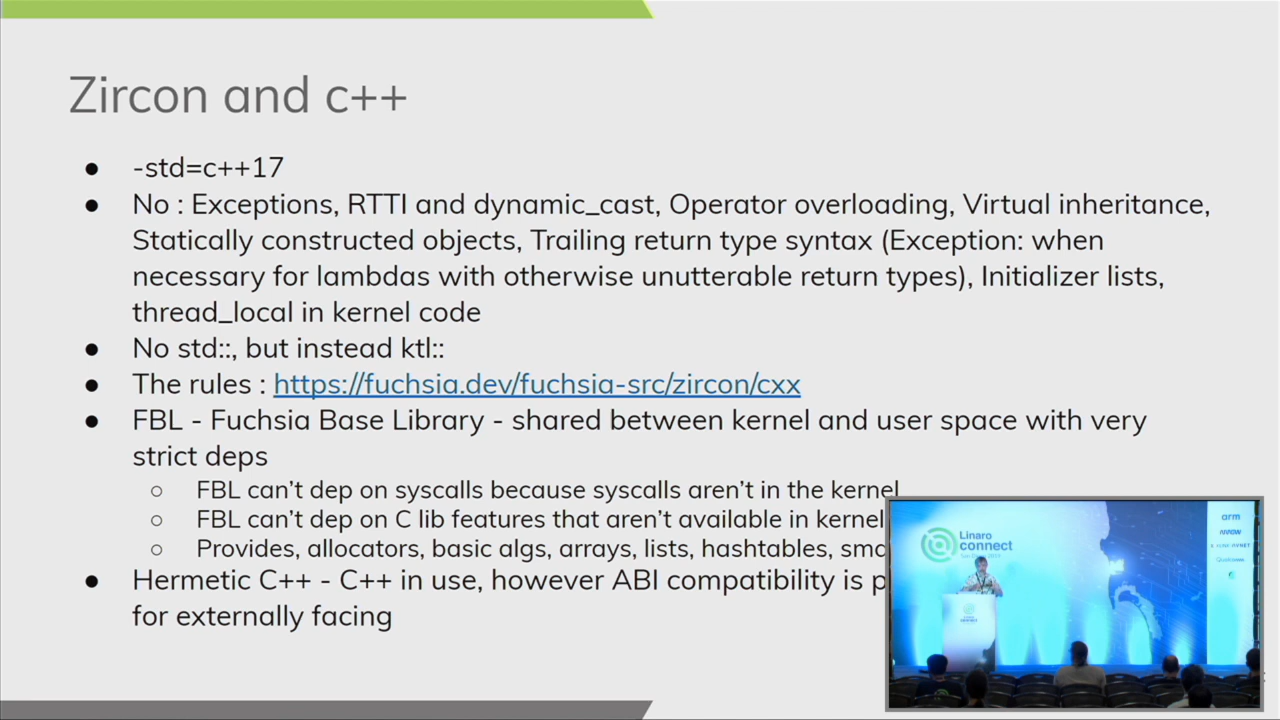 Zircon and c++
● -std=c++17
● No : Exceptions, RTTI and dynamic_cast, Operator overloading, Virtual inheritance,
Statically constructed objects, Trailing return type syntax (Exception: when
necessary for lambdas with otherwise unutterable return types), Initializer lists,
thread_local in kernel code
● No std::, but instead ktl::
● The rules : https://fuchsia.dev/fuchsia-src/zircon/cxx
● FBL - Fuchsia Base Library - shared between kernel and user space with very
strict deps
○ FBL can’t dep on syscalls because syscalls aren’t in the kernel
○ FBL can’t dep on C lib features that aren’t available in kernel
○ Provides, allocators, basic algs, arrays, lists, hashtables,
● Hermetic C++ - C++ in use, however ABI compatibility is
for externally facing
Linaro
connect
arm